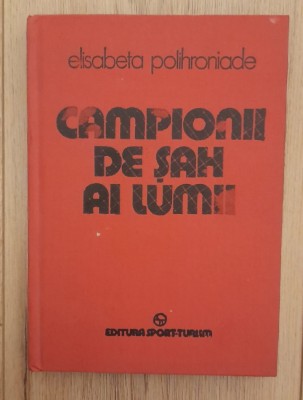 elisabeta polihroniade
CAMPIONII
DE ŞAH
AI LUMII
EDITURA SPORT-TURISM